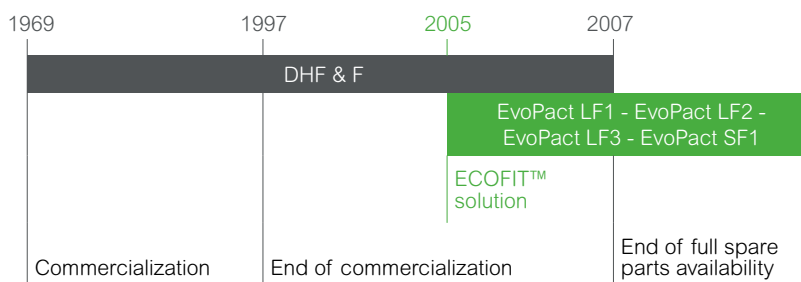 1969
1997
2005
2007
DHF & F
EvoPact LF1 - EvoPact LF2 -
EvoPact LF3 - EvoPact SF1
ECOFIT™
solution
Commercialization
End of commercialization
End of full spare
parts availability